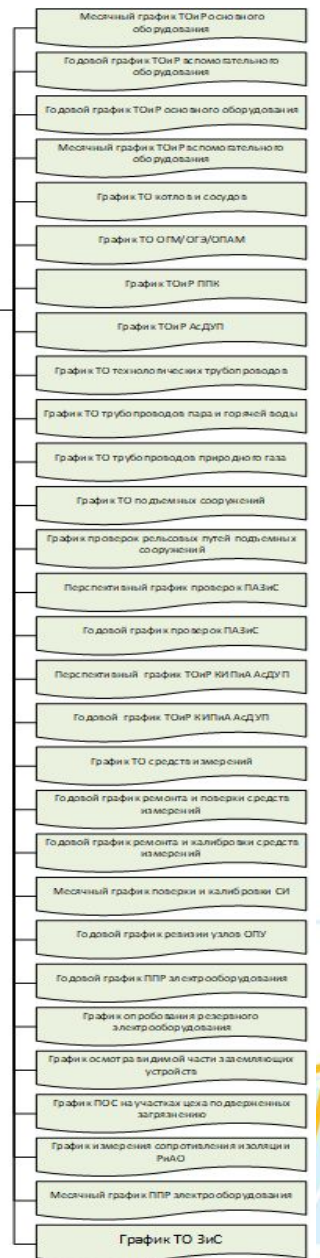 Месячный график ТОиР основного
оборудования
Годовой график ТОиР вспомогательного
оборудования
Годовой график ТОиР основного оборудования
Месячный график ТОиР вспомогательного
оборудования
График ТО котлов и сосудов
График ТО ОГМ/ОГЭ/ОПАМ
График ТОиР ППК
График ТОиР АсДУП
График ТО технологических трубопроводов
График ТО трубопроводов пара и горячей воды
График ТО трубопроводов природного газа
График ТО подъемных сооружений
График проверок рельсовых путей подъемных
сооружений
Перспективный график проверок ПАЗиС
Годовой график проверок ПАЗиС
Перспективный график ТОиР КИПиА АсДУП
Годовой график ТОиР КИПиА АсДУП
График ТО средств измерений
Годовой график ремонта и поверки средств
измерений
Годовой график ремонта и калибровки средств
измерений
Месячный график поверки и калибровки СИ
Годовой график ревизии узлов ОПУ
Годовой график ППР электрооборудования
График опробования резервного
электрооборудования
График осмотра видимой части заземляющих
устройств
График ПОС на участках цеха подверженных
загрязнению
График измерения сопротивления изоляции
РиАО
Месячный график ППР электрооборудования
График ТО ЗиС